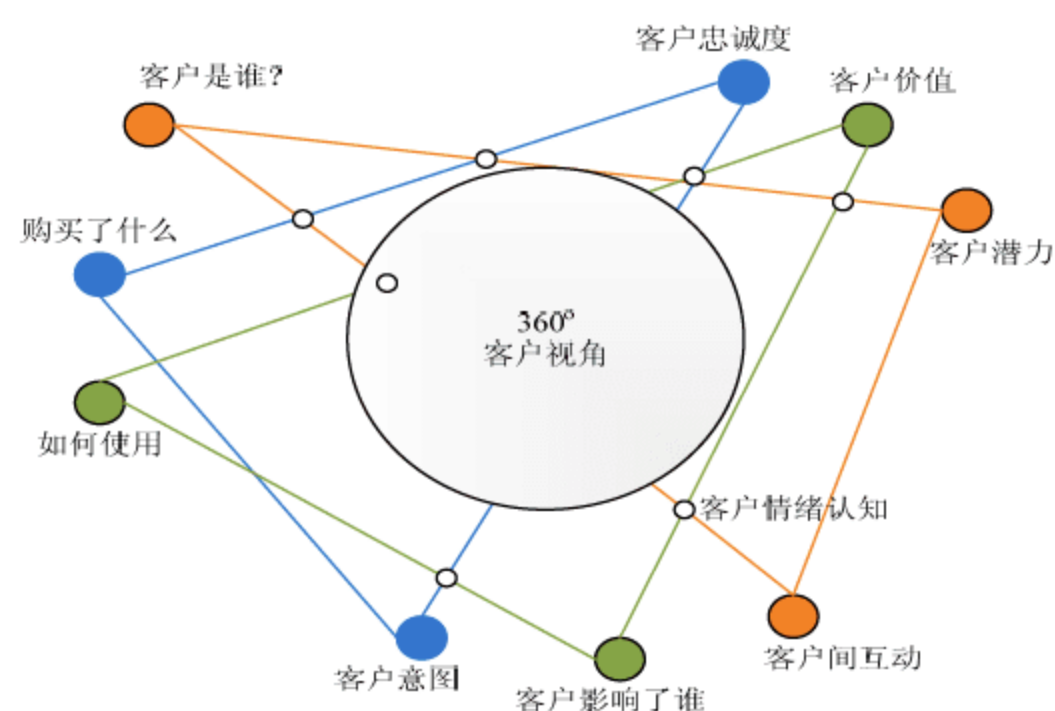 客户忠诚度
客户是谁?
客户价值
购买了什么
客户潜力
360°
客户视角
如何使用
客户情绪认知
客户间互动
客户意图
客户影响了谁